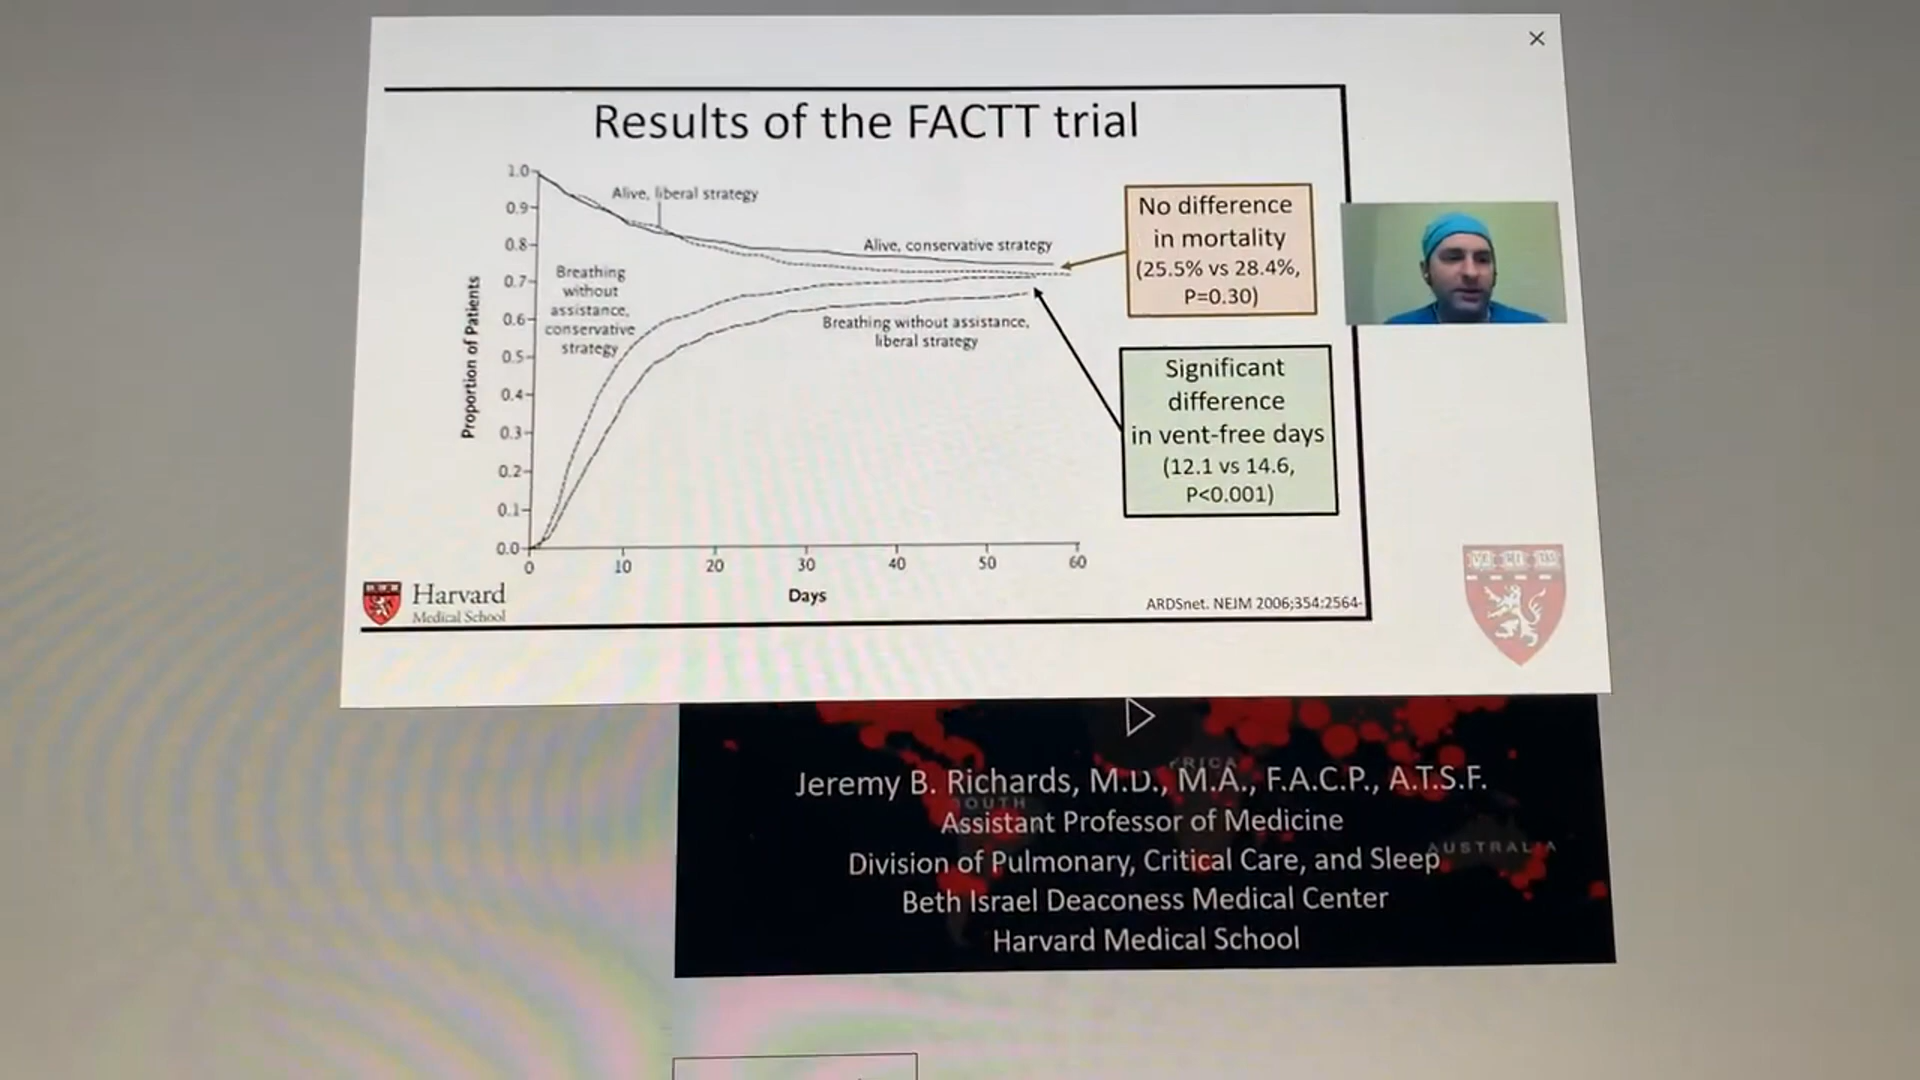 Results of the FACTT trial
1.0
0.9
0.8
0.7
0.6
0.5
0.4
0.3
0.2
0.1
0.0
Proportion of Patients
Alive, liberal strategy
Alive, conservative strategy
Breathing
without
assistance,
conservative
strategy
Breathing without assistance,
liberal strategy
0 10 20 30 40 50 60
Days
No difference
in mortality
(25.5% vs 28.4%,
P=0.30)
Significant
difference
in vent-free days
(12.1 vs 14.6,
P<0.001)
Harvard
Medical School
ARDSnet. NEJM 2006;354:2564-
Jeremy B. Richards, M.D., M.A., F.A.C.P., A.T.S.F.
Assistant Professor of Medicine
Division of Pulmonary, Critical Care, and Sleep
Beth Israel Deaconess Medical Center
Harvard Medical School
AUSTRALIA